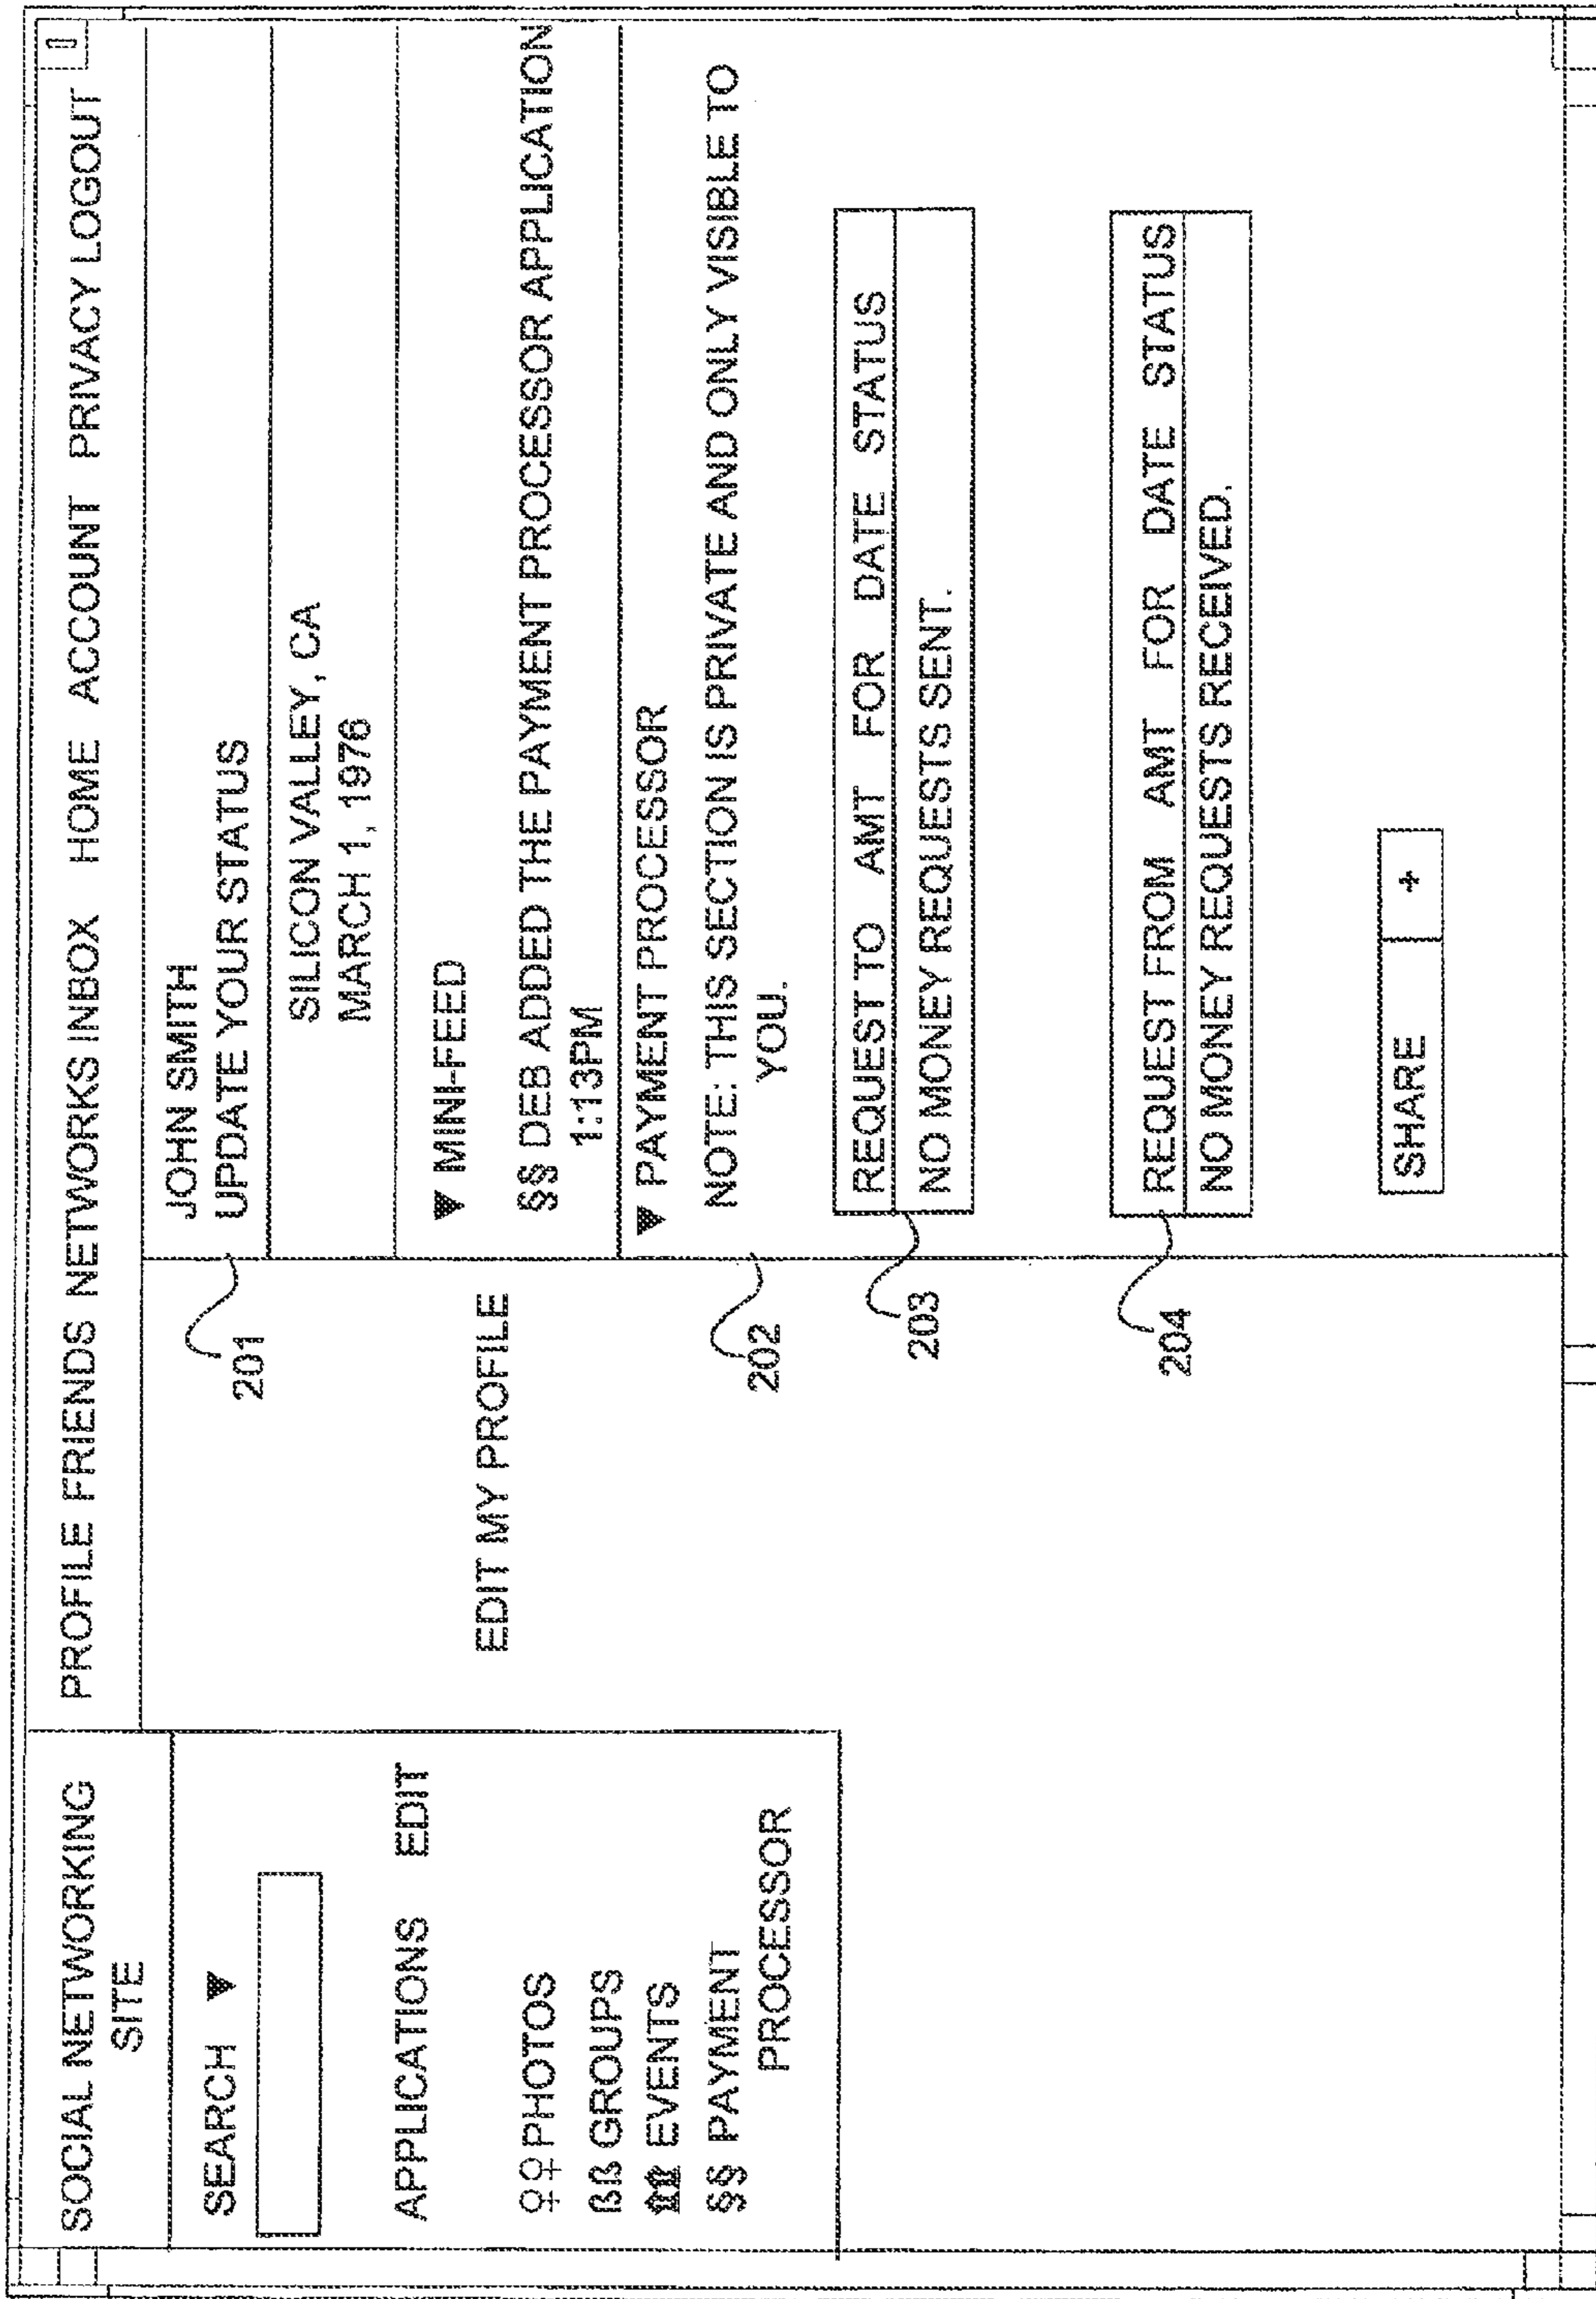 SOCIAL NETWORKING
SITE
PROFILE FRIENDS NETWORKS INBOX HOME ACCOUNT PRIVACY LOGOUT
SEARCH ▼
APPLICATIONS EDIT
♀♀ PHOTOS
ßß GROUPS
EVENTS
§§ PAYMENT
PROCESSOR
EDIT MY PROFILE
201
JOHN SMITH
UPDATE YOUR STATUS
SILICON VALLEY, CA
MARCH 1, 1976
▼ MINI-FEED
§§ DEB ADDED THE PAYMENT PROCESSOR APPLICATION
1:13PM
▼ PAYMENT PROCESSOR
202
NOTE: THIS SECTION IS PRIVATE AND ONLY VISIBLE TO
YOU.
203
REQUEST TO AMT FOR DATE STATUS
NO MONEY REQUESTS SENT.
204
REQUEST FROM AMT FOR DATE STATUS
NO MONEY REQUESTS RECEIVED.
SHARE +